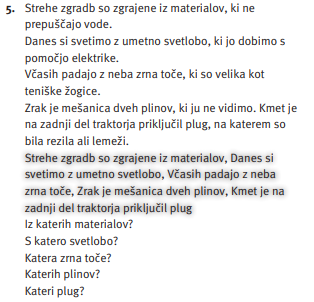 5. Strehe zgradb so zgrajene iz materialov, ki ne
prepuščajo vode.
Danes si svetimo z umetno svetlobo, ki jo dobimo s
pomočjo elektrike.
Včasih padajo z neba zrna toče, ki so velika kot
teniške žogice.
Zrak je mešanica dveh plinov, ki ju ne vidimo. Kmet je
na zadnji del traktorja priključil plug, na katerem so
bila rezila ali lemeži.
Strehe zgradb so zgrajene iz materialov, Danes si
svetimo z umetno svetlobo, Včasih padajo z neba
zrna toče, Zrak je mešanica dveh plinov, Kmet je na
zadnji del traktorja priključil plug
Iz katerih materialov?
S katero svetlobo?
Katera zrna toče?
Katerih plinov?
Kateri plug?